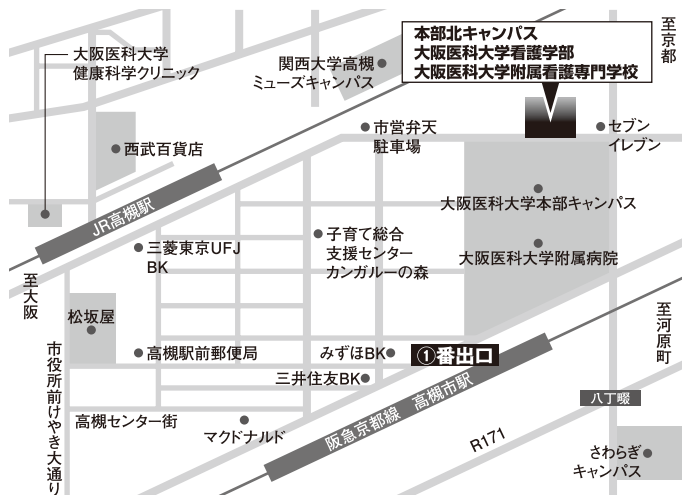 本部北キャンパス
大阪医科大学看護学部
大阪医科大学附属看護専門学校
至京都
大阪医科大学
健康科学クリニック
関西大学高槻
ミューズキャンパス
市営弁天
駐車場
セブン
イレブン
西武百貨店
大阪医科大学本部キャンパス
JR高槻駅
子育て総合
支援センター
カンガルーの森
三菱東京UFJ
BK
大阪医科大学附属病院
至大阪
松坂屋
至河原町
高槻駅前郵便局
みずほBK
①番出口
三井住友BK
市役所前けやき大通り
高槻センター街
マクドナルド
阪急京都線 高槻市駅
八丁畷
R171
さわらぎ
キャンパス